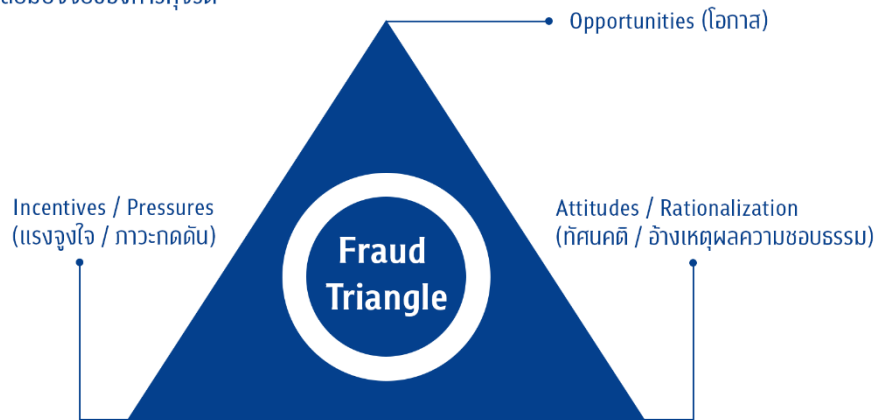 Opportunities (โอกาส)
Incentives / Pressures
(แรงจูงใจ / ภาวะกดดัน)
Attitudes / Rationalization
(ทัศนคติ / อ้างเหตุผลความชอบธรรม)
Fraud
Triangle